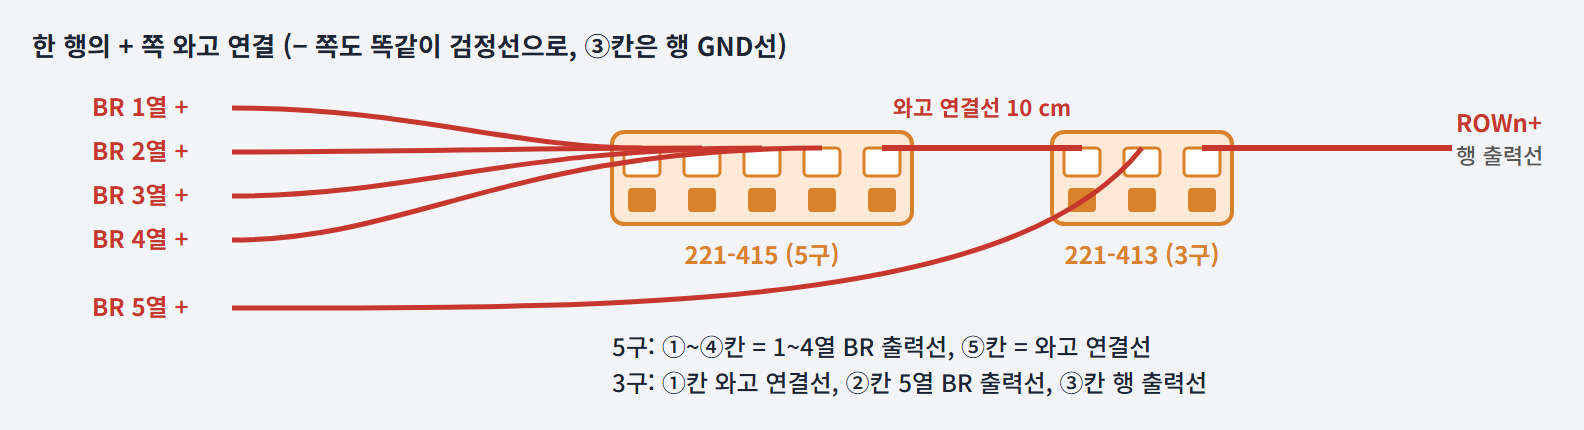 한 행의 + 쪽 와고 연결 (− 쪽도 똑같이 검정선으로, ③칸은 행 GND선)
BR 1열 +
BR 2열 +
BR 3열 +
BR 4열 +
BR 5열 +
와고 연결선 10 cm
ROWn+
행 출력선
221-415 (5구)
221-413 (3구)
5구: ①~④칸 = 1~4열 BR 출력선, ⑤칸 = 와고 연결선
3구: ①칸 와고 연결선, ②칸 5열 BR 출력선, ③칸 행 출력선